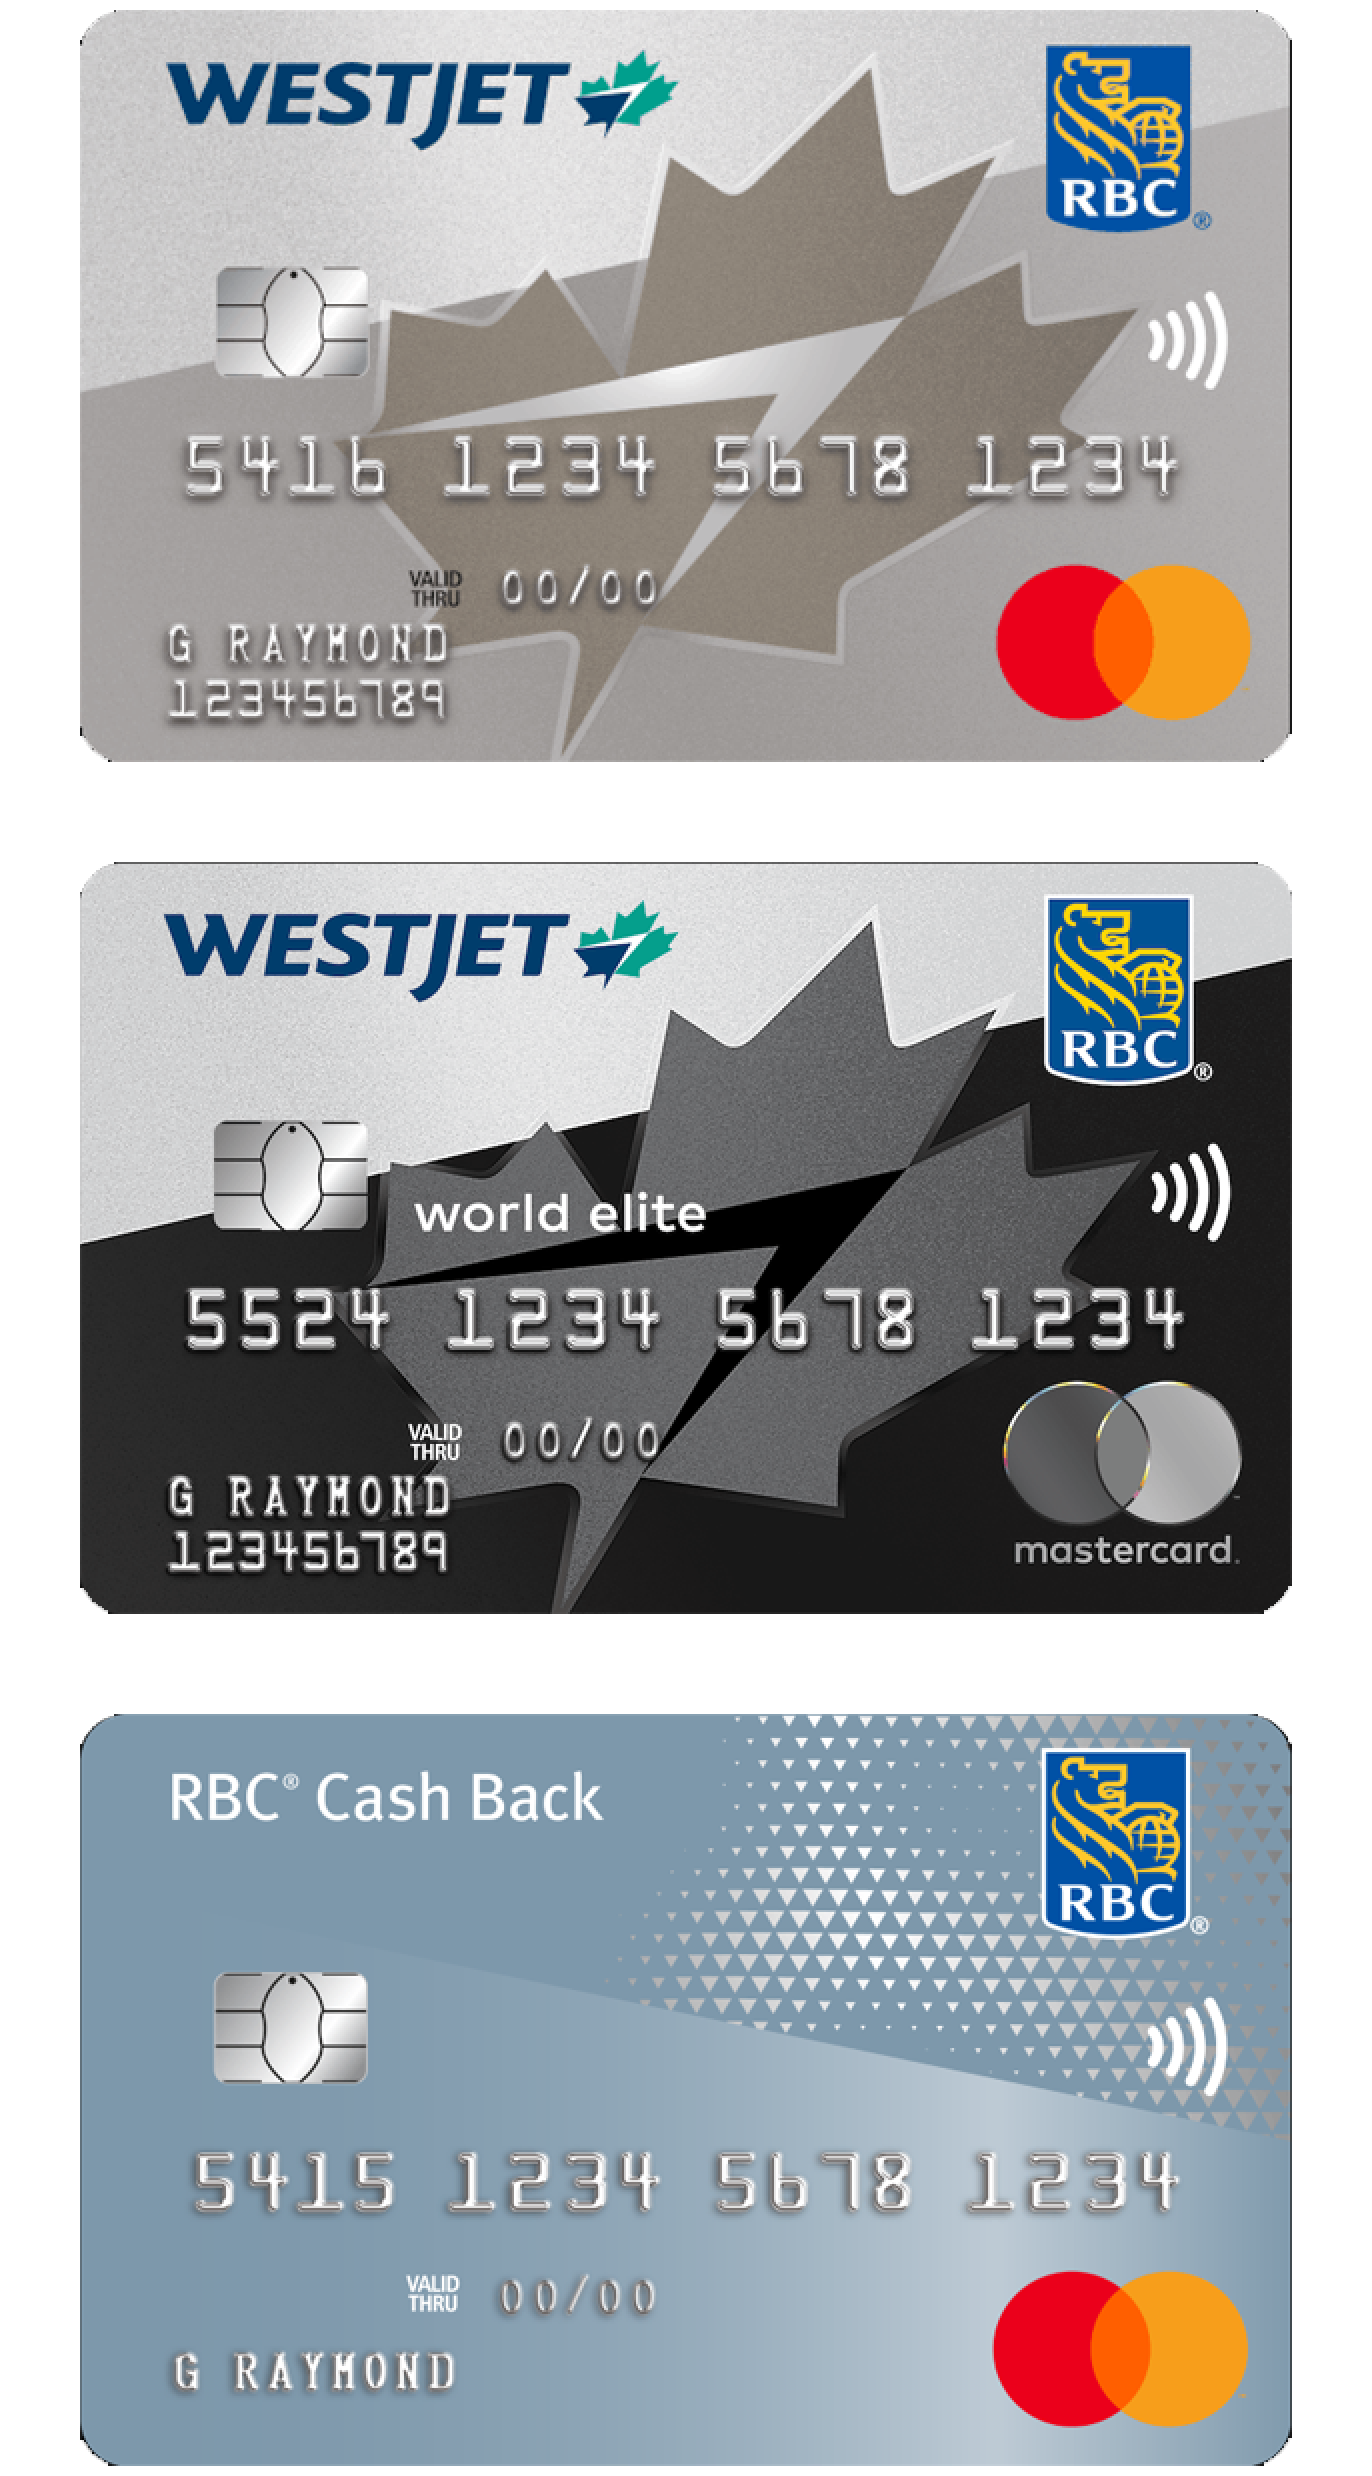 WESTJET
RBC®
5416 1234 5678 1234
VALID THRU 00/00
G RAYMOND
123456789
WESTJET
RBC®
world elite
5524 1234 5678 1234
VALID THRU 00/00
G RAYMOND
123456789
mastercard.
RBC® Cash Back
RBC®
5415 1234 5678 1234
VALID THRU 00/00
G RAYMOND